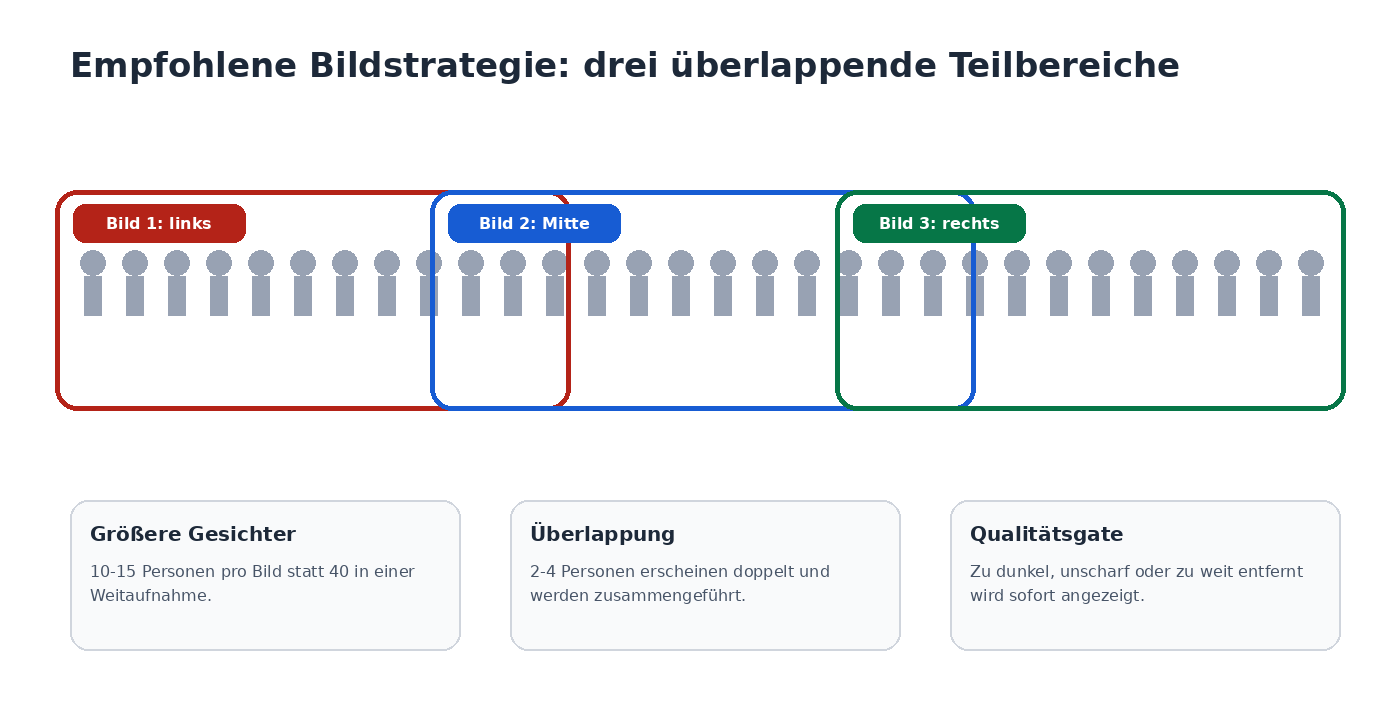 Empfohlene Bildstrategie: drei überlappende Teilbereiche
Bild 1: links
Bild 2: Mitte
Bild 3: rechts
Größere Gesichter
10-15 Personen pro Bild statt 40 in einer
Weitaufnahme.
Überlappung
2-4 Personen erscheinen doppelt und
werden zusammengeführt.
Qualitätsgate
Zu dunkel, unscharf oder zu weit entfernt
wird sofort angezeigt.